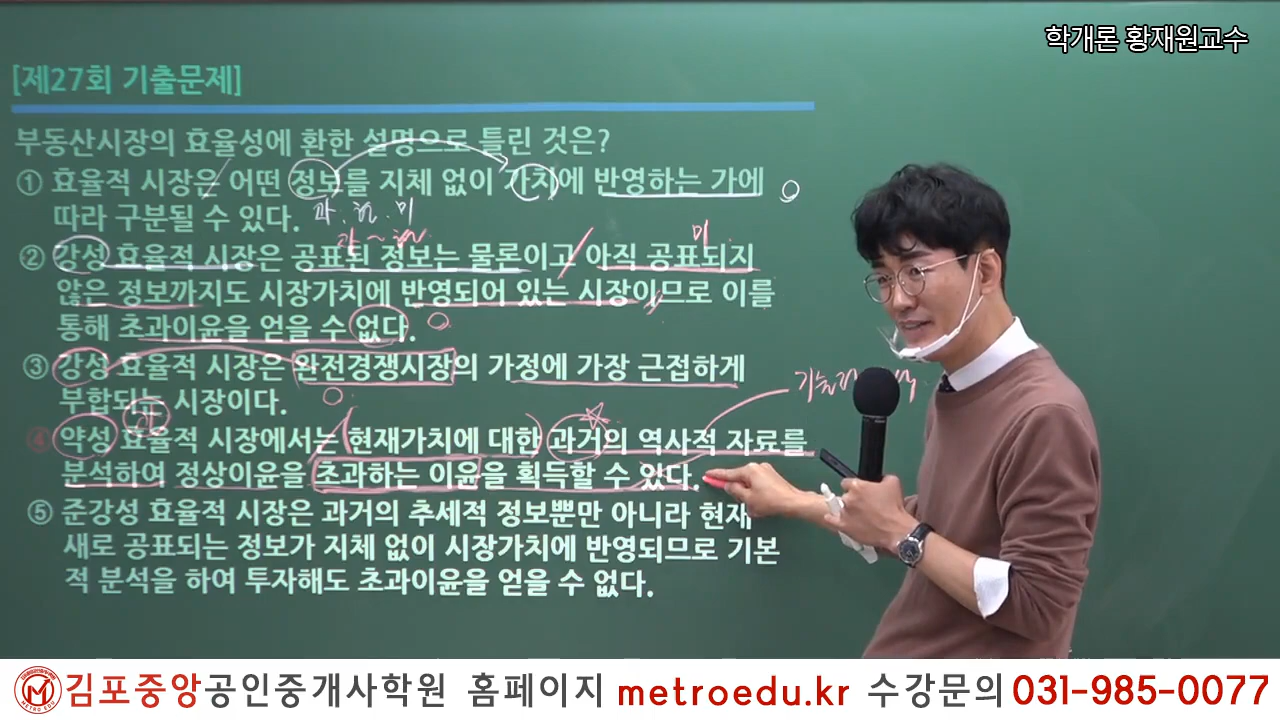 학개론 황재원교수
[제27회 기출문제]
부동산시장의 효율성에 환한 설명으로 틀린 것은?
① 효율적 시장은 어떤 정보를 지체 없이 가치에 반영하는 가에
따라 구분될 수 있다.
과.현.미
과~현
미
② 강성 효율적 시장은 공표된 정보는 물론이고 아직 공표되지
않은 정보까지도 시장가치에 반영되어 있는 시장이므로 이를
통해 초과이윤을 얻을 수 없다.
③ 강성 효율적 시장은 완전경쟁시장의 가정에 가장 근접하게
부합되는 시장이다.
과
④ 약성 효율적 시장에서는 현재가치에 대한 과거의 역사적 자료를
분석하여 정상이윤을 초과하는 이윤을 획득할 수 있다.
⑤ 준강성 효율적 시장은 과거의 추세적 정보뿐만 아니라 현재
새로 공표되는 정보가 지체 없이 시장가치에 반영되므로 기본
적 분석을 하여 투자해도 초과이윤을 얻을 수 없다.
METRO EDU
김포중앙공인중개사학원 홈페이지 metroedu.kr 수강문의 031-985-0077